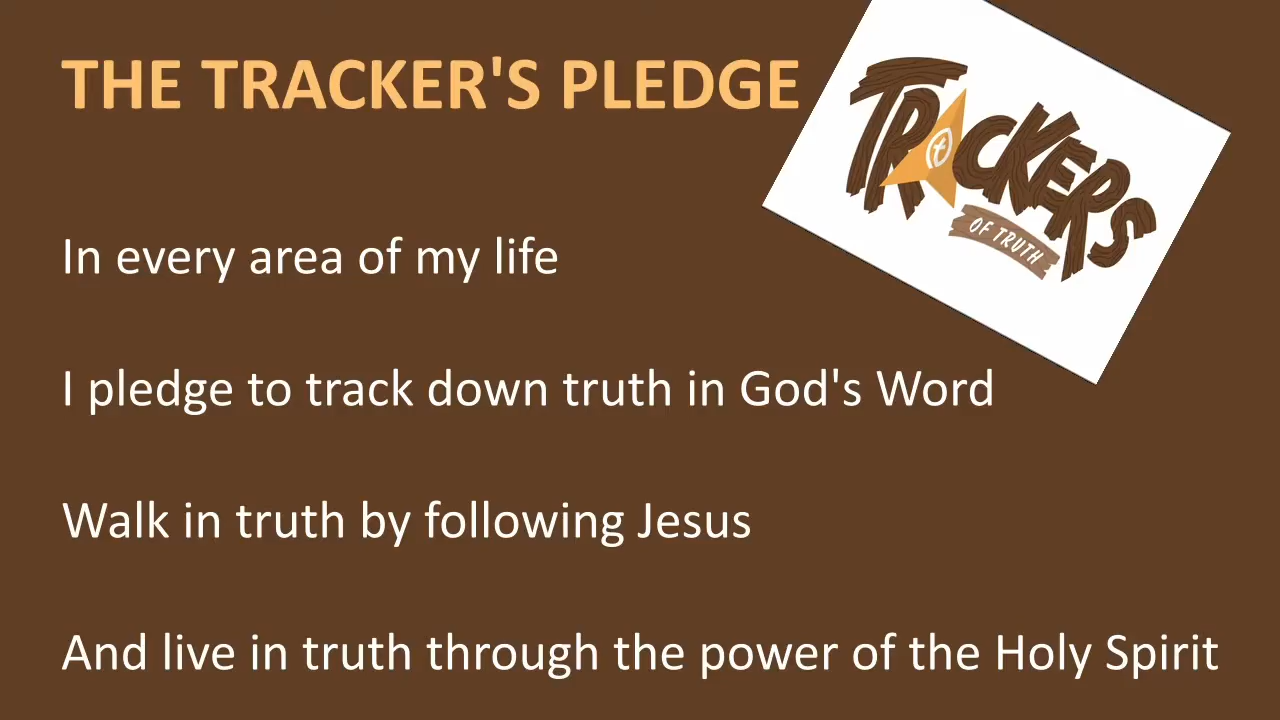 THE TRACKER'S PLEDGE
TRACKERS
OF TRUTH
In every area of my life
I pledge to track down truth in God's Word
Walk in truth by following Jesus
And live in truth through the power of the Holy Spirit